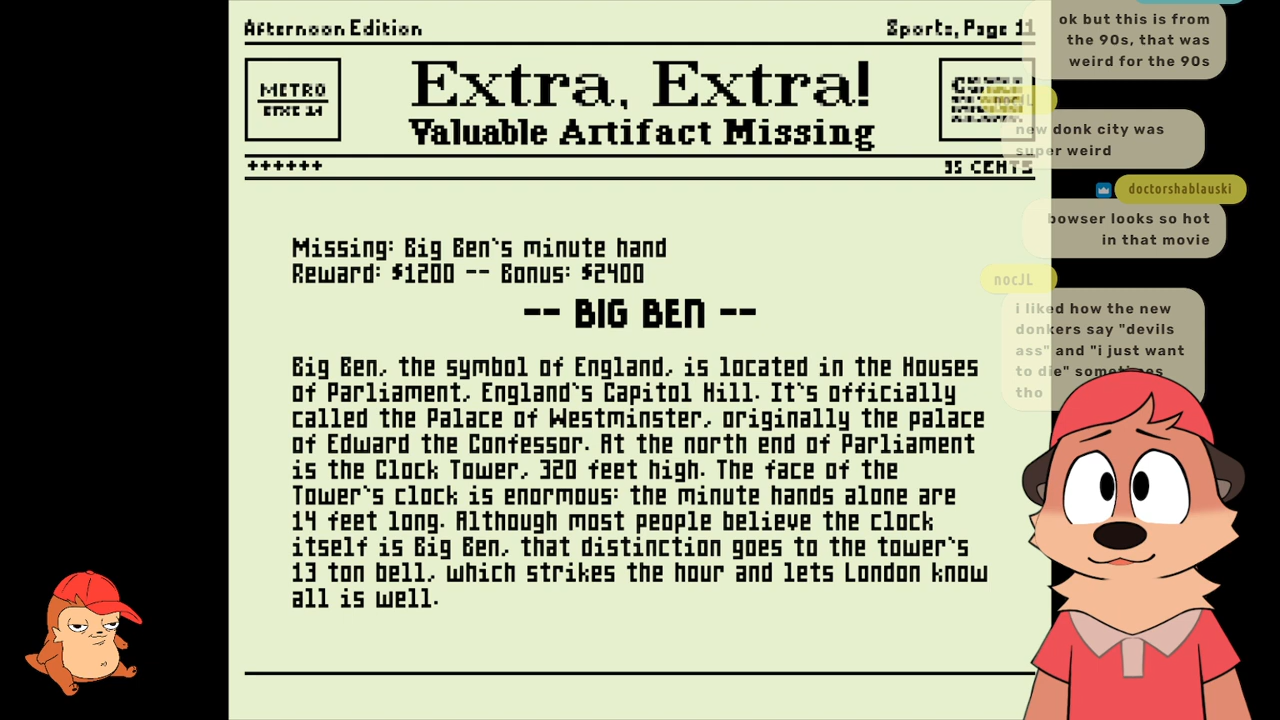 Afternoon Edition
Sports, Page 11
METRO
Extra, Extra!
Valuable Artifact Missing
++++++
95 CENTS
Missing: Big Ben's minute hand
Reward: $1200 -- Bonus: $2400
-- BIG BEN --
Big Ben, the symbol of England, is located in the Houses
of Parliament, England's Capitol Hill. It's officially
called the Palace of Westminster, originally the palace
of Edward the Confessor. At the north end of Parliament
is the Clock Tower, 320 feet high. The face of the
Tower's clock is enormous: the minute hands alone are
14 feet long. Although most people believe the clock
itself is Big Ben, that distinction goes to the tower's
13 ton bell, which strikes the hour and lets London know
all is well.
ok but this is from
the 90s, that was
weird for the 90s
nocJL
new donk city was
super weird
doctorshablauski
bowser looks so hot
in that movie
nocJL
i liked how the new
donkers say "devils
ass" and "i just want
to die" sometimes
tho